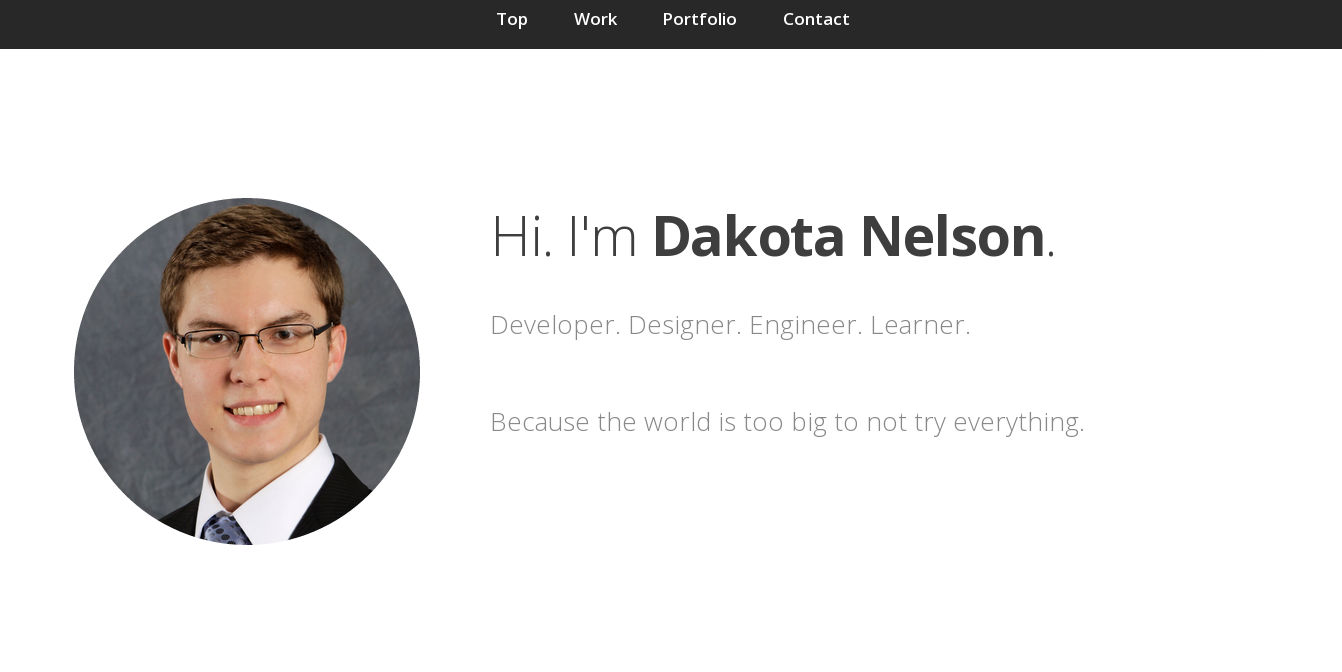 Top Work Portfolio Contact
Hi. I'm Dakota Nelson.
Developer. Designer. Engineer. Learner.
Because the world is too big to not try everything.